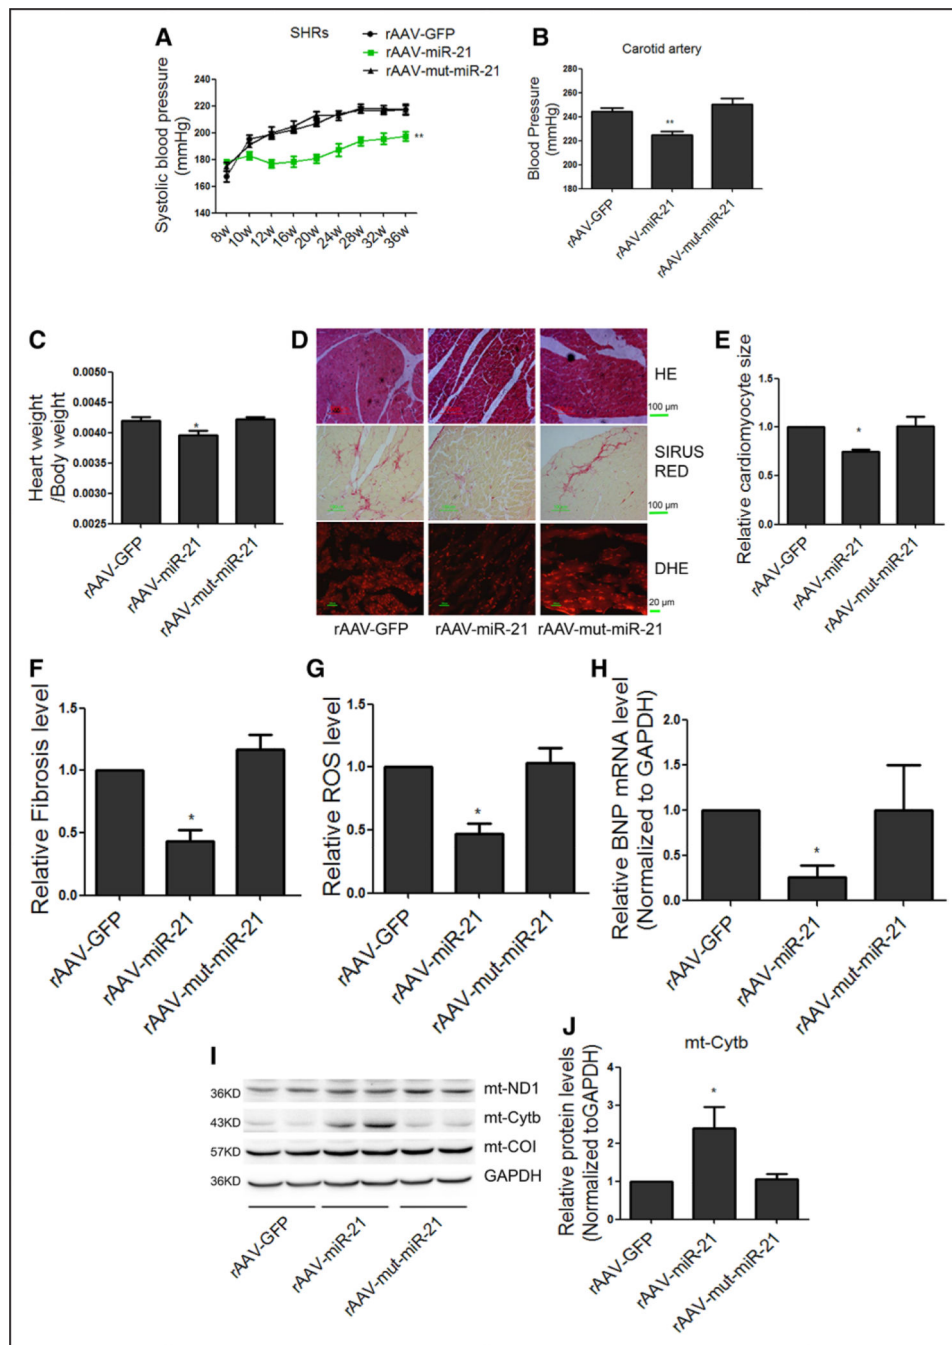 A
SHRs
rAAV-GFP
rAAV-miR-21
rAAV-mut-miR-21
Systolic blood pressure
(mmHg)
240
220
200
180
160
140
**
8w
10w
12w
16w
20w
24w
28w
32w
36w
B
Carotid artery
Blood Pressure
(mmHg)
260
240
220
200
180
**
rAAV-GFP
rAAV-miR-21
rAAV-mut-miR-21
C
Heart weight
/Body weight
0.0050
0.0045
0.0040
0.0035
0.0030
0.0025
*
rAAV-GFP
rAAV-miR-21
rAAV-mut-miR-21
D
HE
100 µm
SIRUS
RED
100 µm
DHE
20 µm
rAAV-GFP
rAAV-miR-21
rAAV-mut-miR-21
E
Relative cardiomyocyte size
1.5
1.0
0.5
0.0
*
rAAV-GFP
rAAV-miR-21
rAAV-mut-miR-21
F
Relative Fibrosis level
1.5
1.0
0.5
0.0
*
rAAV-GFP
rAAV-miR-21
rAAV-mut-miR-21
G
Relative ROS level
1.5
1.0
0.5
0.0
*
rAAV-GFP
rAAV-miR-21
rAAV-mut-miR-21
H
Relative BNP mRNA level
(Normalized to GAPDH)
2.0
1.5
1.0
0.5
0.0
*
rAAV-GFP
rAAV-miR-21
rAAV-mut-miR-21
I
36KD
mt-ND1
43KD
mt-Cytb
57KD
mt-COI
36KD
GAPDH
rAAV-GFP
rAAV-miR-21
rAAV-mut-miR-21
J
mt-Cytb
Relative protein levels
(Normalized toGAPDH)
4
3
2
1
0
*
rAAV-GFP
rAAV-miR-21
rAAV-mut-miR-21